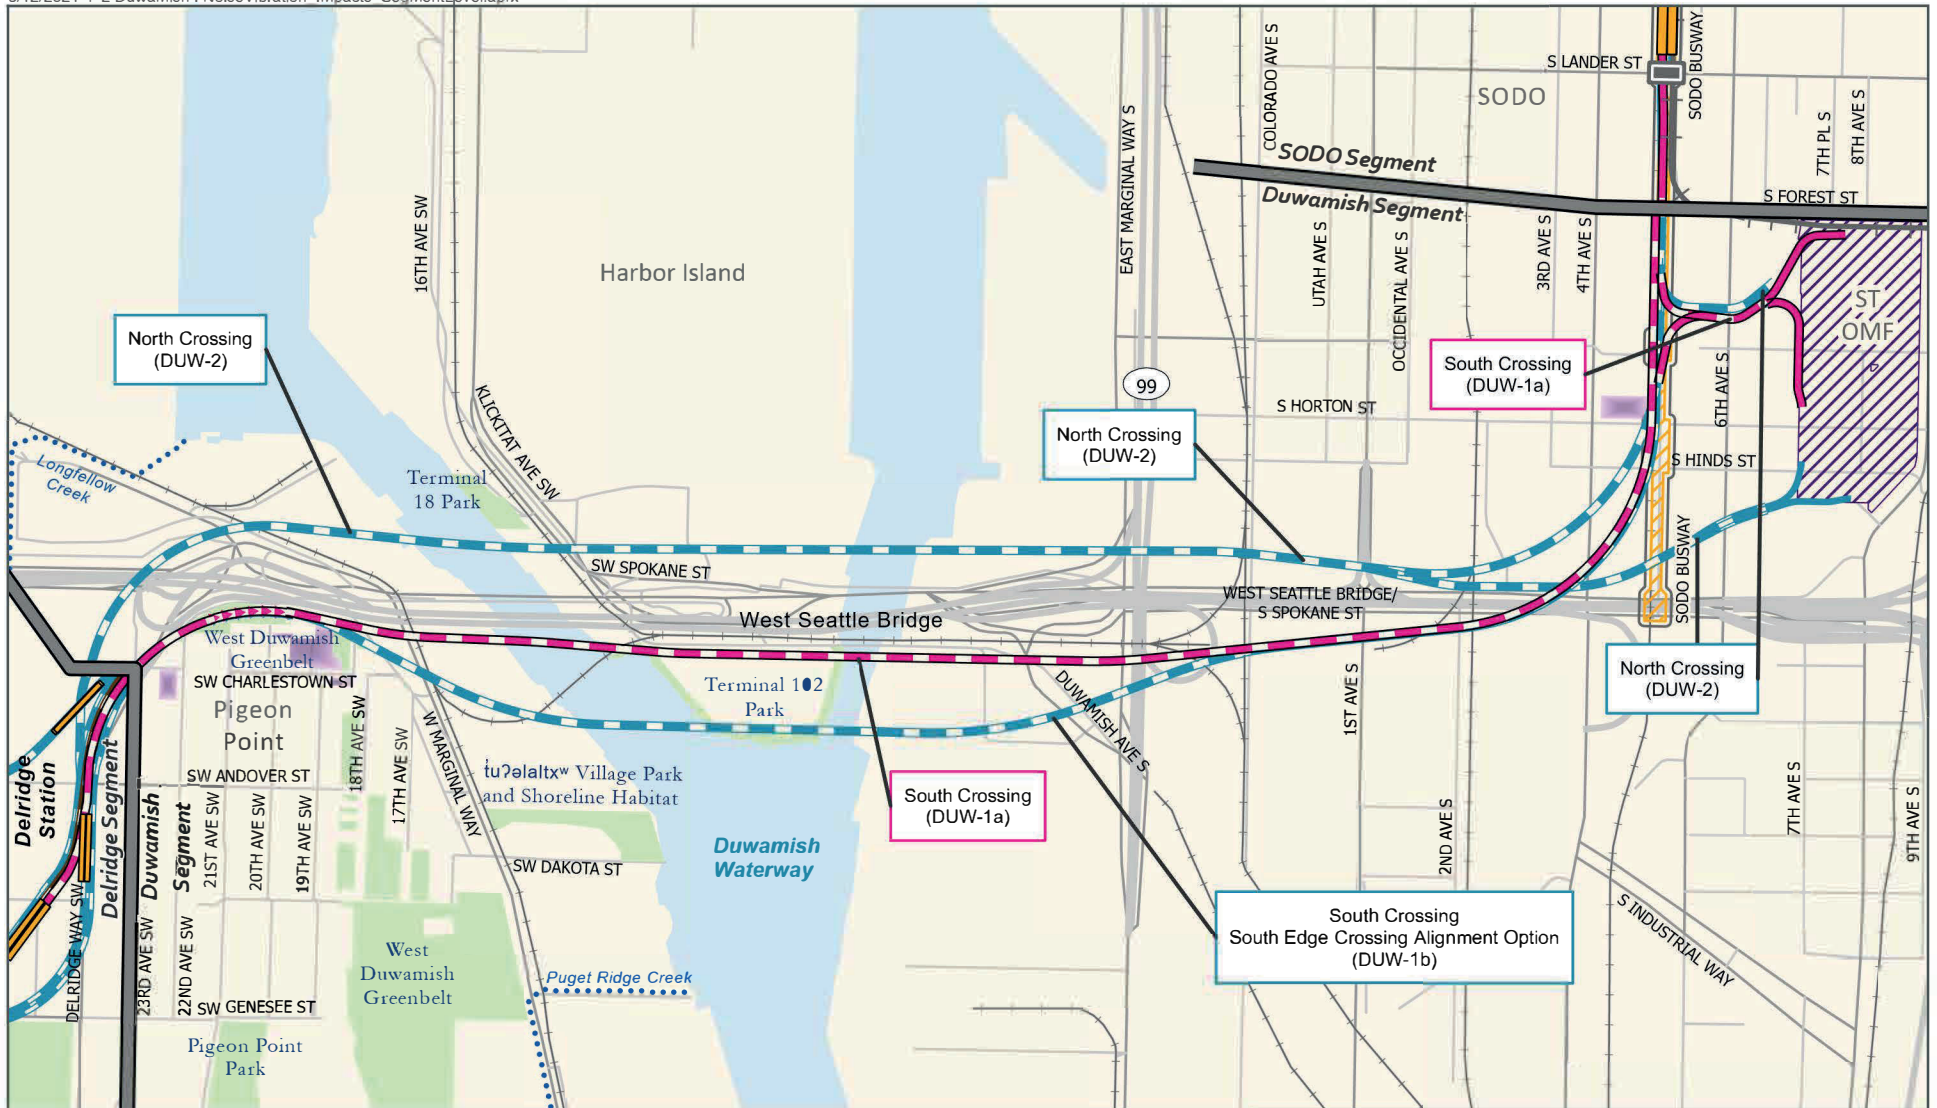 S LANDER ST
SODO BUSWAY
SODO
COLORADO AVE S
EAST MARGINAL WAY S
7TH PL S
8TH AVE S
SODO Segment
Duwamish Segment
S FOREST ST
16TH AVE SW
Harbor Island
UTAH AVE S
OCCIDENTAL AVE S
3RD AVE S
4TH AVE S
ST
OMF
North Crossing
(DUW-2)
South Crossing
(DUW-1a)
6TH AVE S
99
KLICKITAT AVE SW
S HORTON ST
North Crossing
(DUW-2)
S HINDS ST
Longfellow
Creek
Terminal
18 Park
SODO BUSWAY
SW SPOKANE ST
WEST SEATTLE BRIDGE/
S SPOKANE ST
West Seattle Bridge
West Duwamish
Greenbelt
SW CHARLESTOWN ST
Pigeon
Point
Terminal 102
Park
DUWAMISH AVE S
North Crossing
(DUW-2)
1ST AVE S
18TH AVE SW
17TH AVE SW
W MARGINAL WAY
SW ANDOVER ST
Delridge
Station
Delridge Segment
Duwamish
Segment
21ST AVE SW
20TH AVE SW
19TH AVE SW
t̓uʔəlaltxʷ Village Park
and Shoreline Habitat
South Crossing
(DUW-1a)
2ND AVE S
7TH AVE S
9TH AVE S
Duwamish
Waterway
SW DAKOTA ST
South Crossing
South Edge Crossing Alignment Option
(DUW-1b)
S INDUSTRIAL WAY
DELRIDGE WAY SW
23RD AVE SW
22ND AVE SW
West
Duwamish
Greenbelt
Puget Ridge Creek
SW GENESEE ST
Pigeon Point
Park